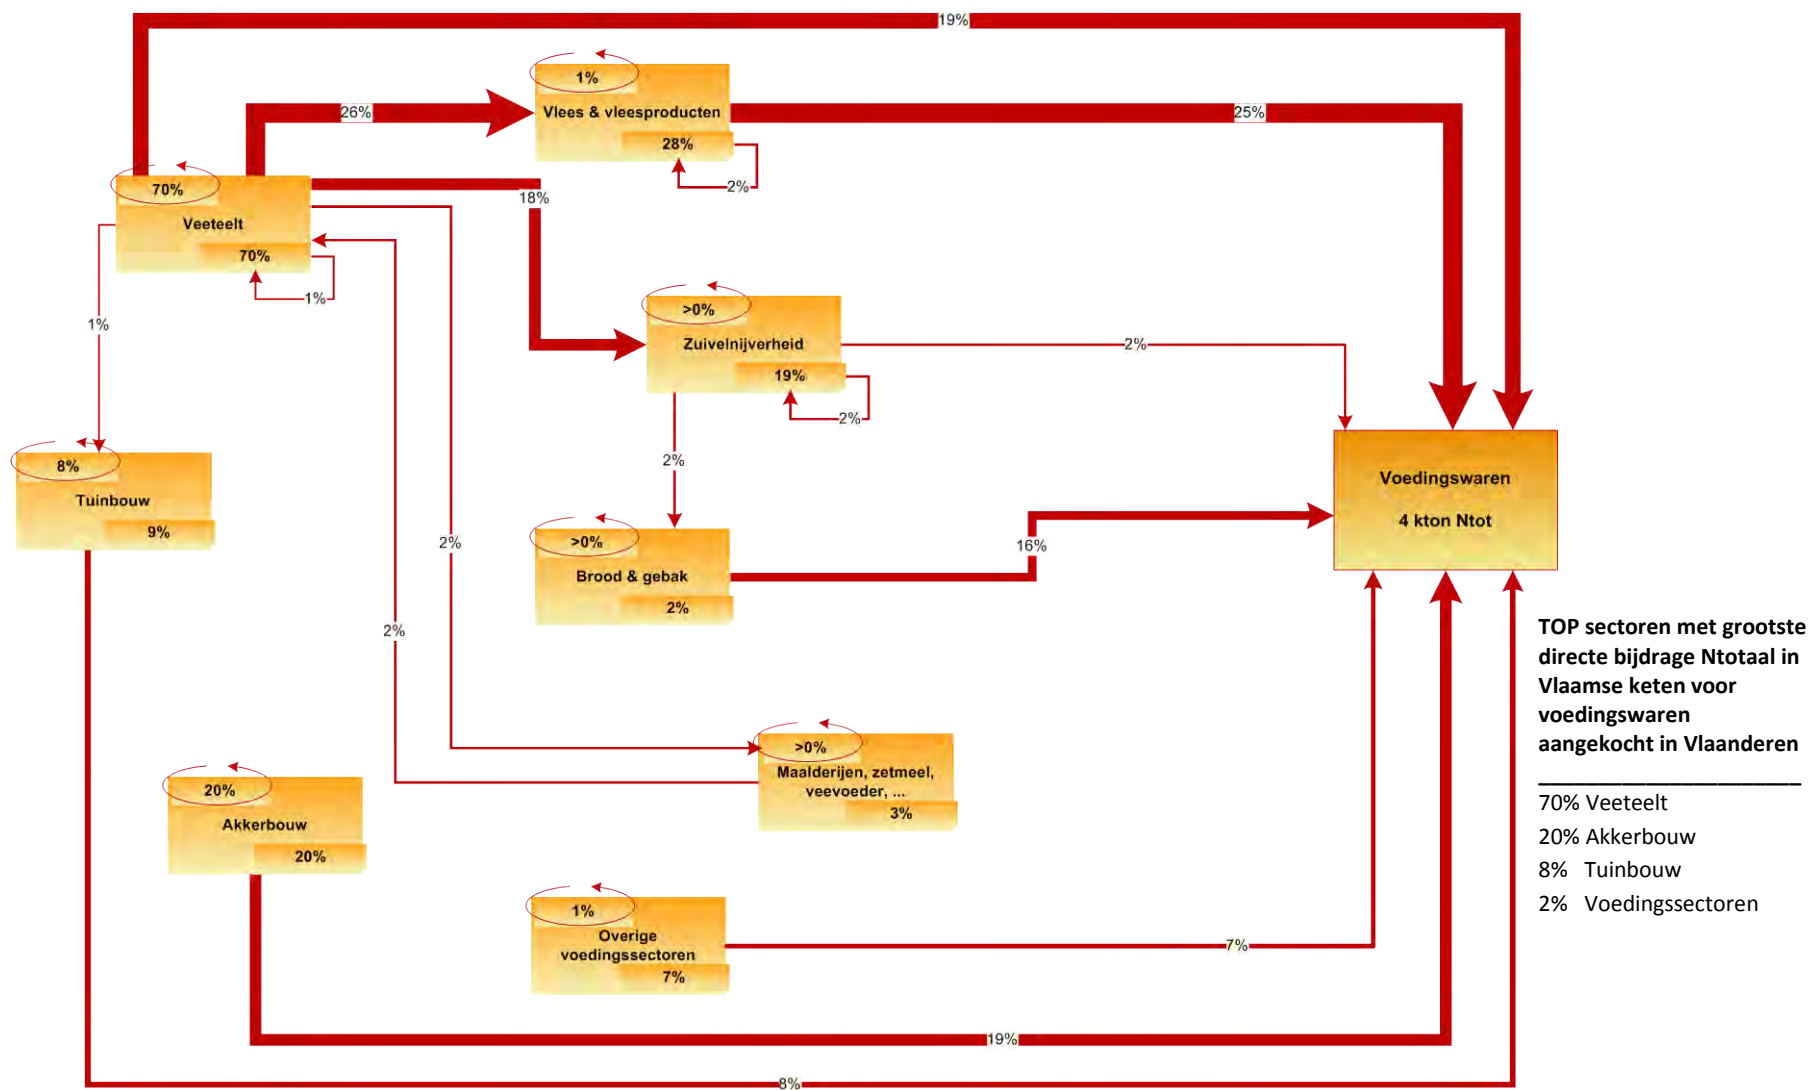 19%
1%
Vlees & vleesproducten
28%
2%
26%
25%
70%
Veeteelt
70%
1%
18%
1%
>0%
Zuivelnijverheid
19%
2%
2%
2%
8%
Tuinbouw
9%
Voedingswaren
4 kton Ntot
>0%
Brood & gebak
2%
16%
2%
2%
>0%
Maalderijen, zetmeel,
veevoeder, ...
3%
20%
Akkerbouw
20%
1%
Overige
voedingssectoren
7%
7%
19%
8%
TOP sectoren met grootste
directe bijdrage Ntotaal in
Vlaamse keten voor
voedingswaren
aangekocht in Vlaanderen
70% Veeteelt
20% Akkerbouw
8% Tuinbouw
2% Voedingssectoren